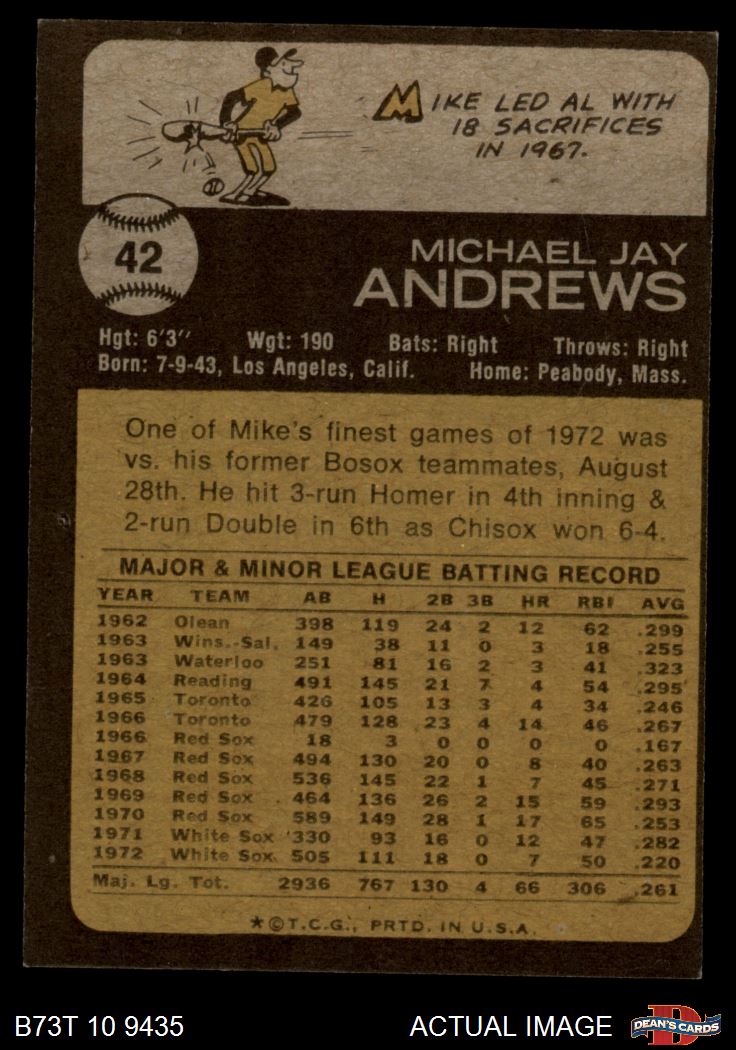 MIKE LED AL WITH
18 SACRIFICES
IN 1967.
42
MICHAEL JAY
ANDREWS
Hgt: 6'3" Wgt: 190 Bats: Right Throws: Right
Born: 7-9-43, Los Angeles, Calif. Home: Peabody, Mass.
One of Mike's finest games of 1972 was
vs. his former Bosox teammates, August
28th. He hit 3-run Homer in 4th inning &
2-run Double in 6th as Chisox won 6-4.
MAJOR & MINOR LEAGUE BATTING RECORD
YEAR TEAM AB H 2B 3B HR RBI AVG
1962 Olean 398 119 24 2 12 62 .299
1963 Wins.-Sal. 149 38 11 0 3 18 .255
1963 Waterloo 251 81 16 2 3 41 .323
1964 Reading 491 145 21 7 4 54 .295
1965 Toronto 426 105 13 3 4 34 .246
1966 Toronto 479 128 23 4 14 46 .267
1966 Red Sox 18 3 0 0 0 0 .167
1967 Red Sox 494 130 20 0 8 40 .263
1968 Red Sox 536 145 22 1 7 45 .271
1969 Red Sox 464 136 26 2 15 59 .293
1970 Red Sox 589 149 28 1 17 65 .253
1971 White Sox 330 93 16 0 12 47 .282
1972 White Sox 505 111 18 0 7 50 .220
Maj. Lg. Tot. 2936 767 130 4 66 306 .261
★©T.C.G., PRTD. IN U.S.A.
B73T 10 9435 ACTUAL IMAGE D DEAN'S CARDS